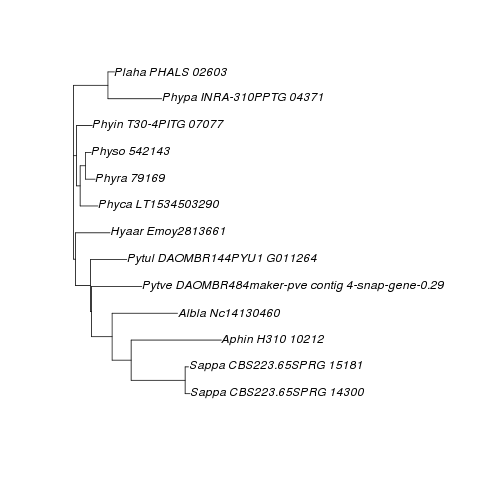 Plaha PHALS 02603
Phypa INRA-310PPTG 04371
Phyin T30-4PITG 07077
Physo 542143
Phyra 79169
Phyca LT1534503290
Hyaar Emoy2813661
Pytul DAOMBR144PYU1 G011264
Pytve DAOMBR484maker-pve contig 4-snap-gene-0.29
Albla Nc14130460
Aphin H310 10212
Sappa CBS223.65SPRG 15181
Sappa CBS223.65SPRG 14300